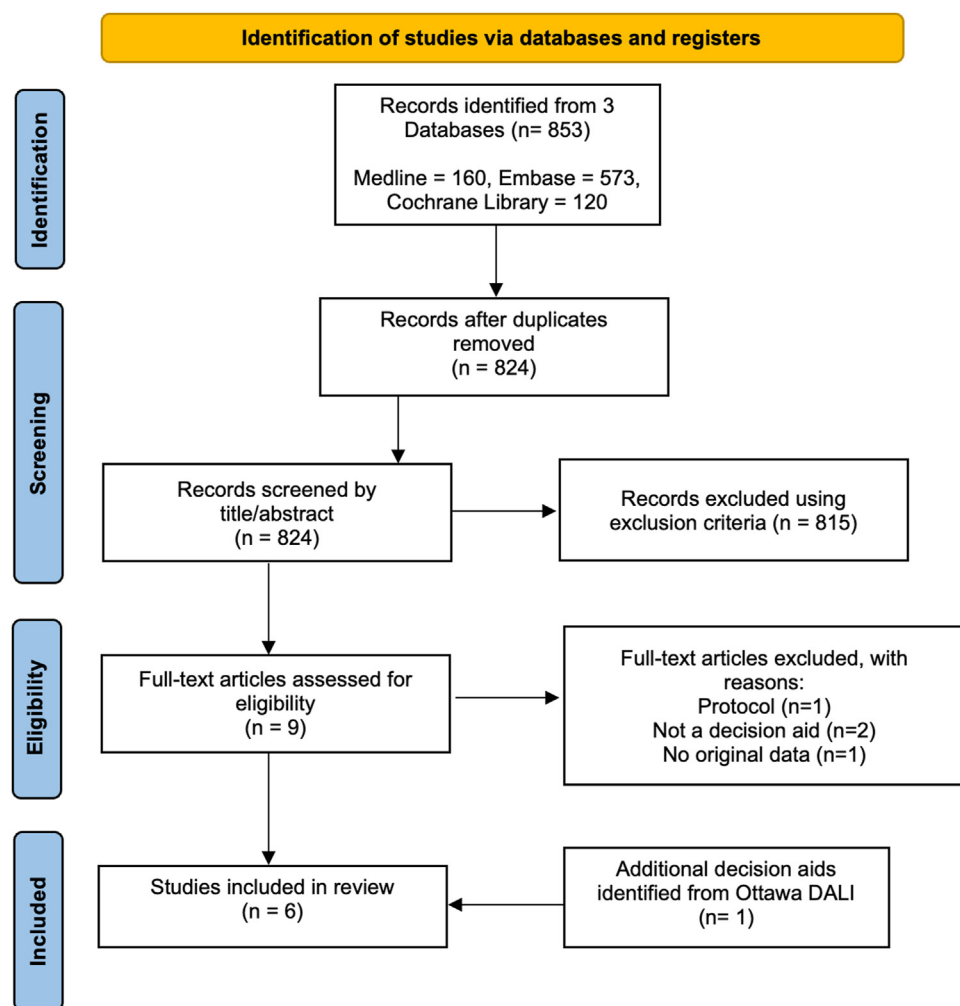 Identification of studies via databases and registers
Identification
Records identified from 3
Databases (n= 853)
Medline = 160, Embase = 573,
Cochrane Library = 120
Screening
Records after duplicates
removed
(n = 824)
Records screened by
title/abstract
(n = 824)
Records excluded using
exclusion criteria (n = 815)
Eligibility
Full-text articles assessed for
eligibility
(n = 9)
Full-text articles excluded, with
reasons:
Protocol (n=1)
Not a decision aid (n=2)
No original data (n=1)
Included
Studies included in review
(n = 6)
Additional decision aids
identified from Ottawa DALI
(n= 1)